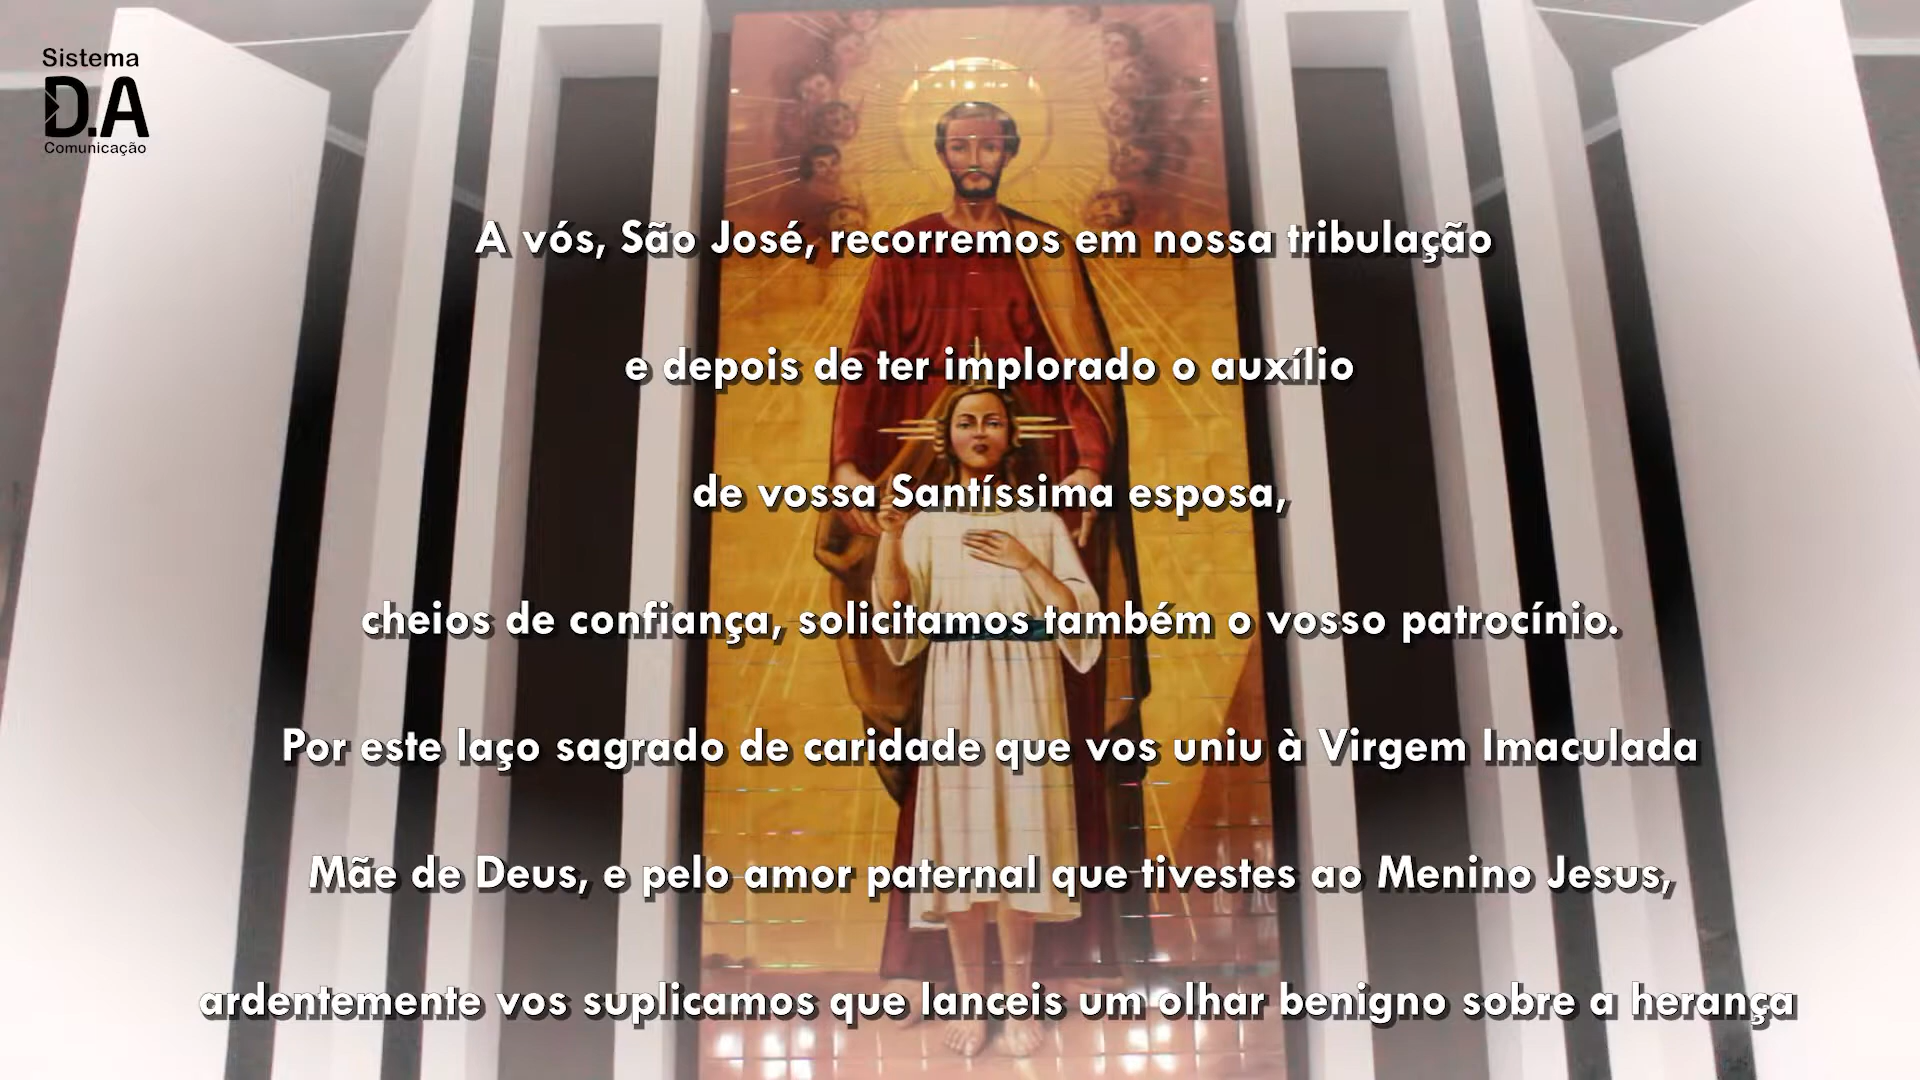 Sistema
D.A
Comunicação
A vós, São José, recorremos em nossa tribulação
e depois de ter implorado o auxílio
de vossa Santíssima esposa,
cheios de confiança, solicitamos também o vosso patrocínio.
Por este laço sagrado de caridade que vos uniu à Virgem Imaculada
Mãe de Deus, e pelo amor paternal que tivestes ao Menino Jesus,
ardentemente vos suplicamos que lanceis um olhar benigno sobre a herança